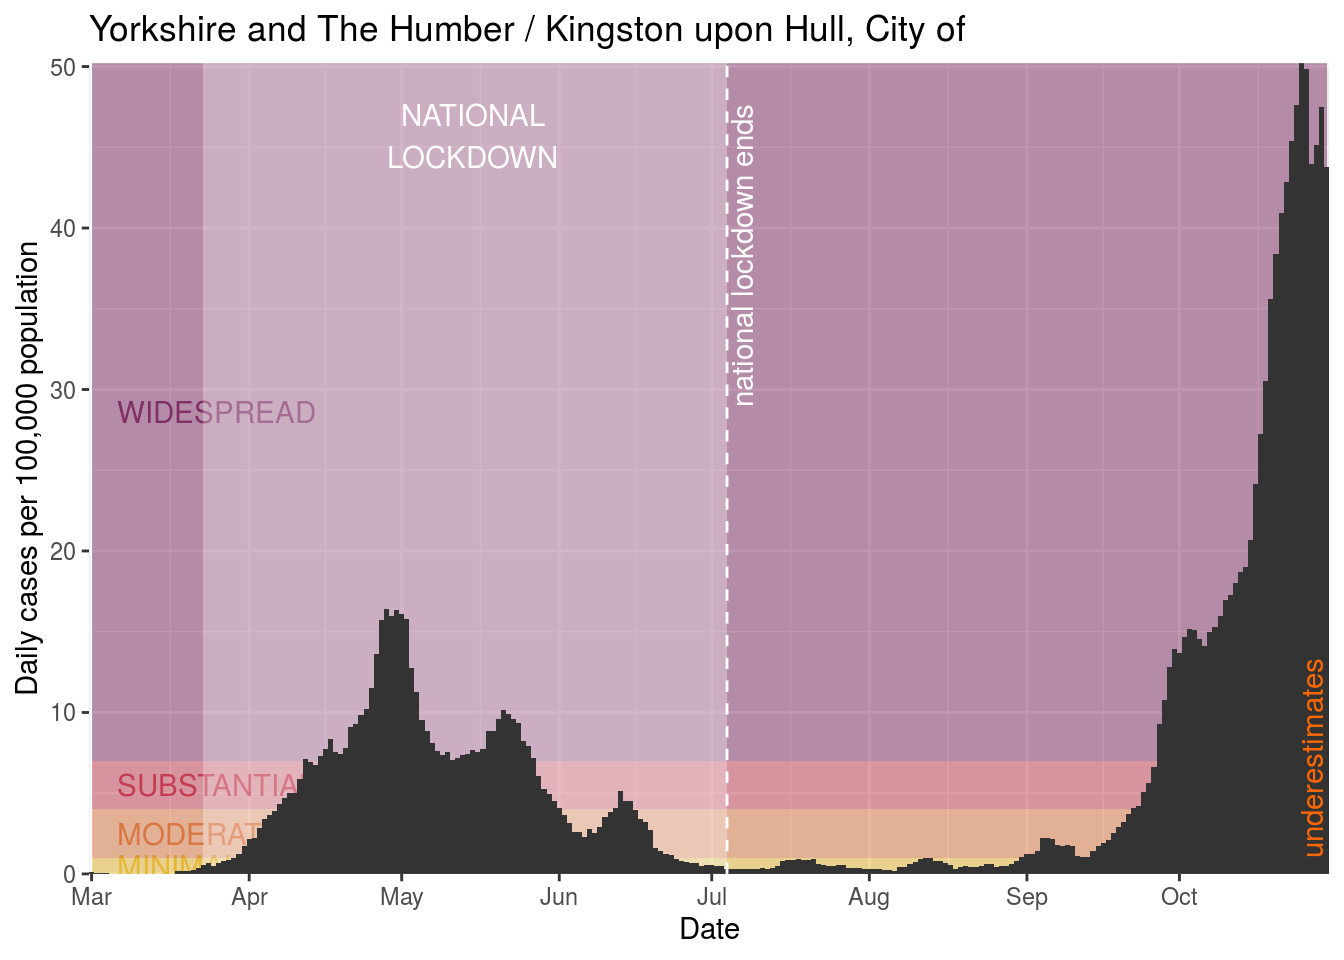 Yorkshire and The Humber / Kingston upon Hull, City of
50
40
30
20
10
0
Daily cases per 100,000 population
NATIONAL
LOCKDOWN
national lockdown ends
WIDESPREAD
SUBSTANTIA
MODERAT
MINIM
underestimates
Mar Apr May Jun Jul Aug Sep Oct
Date